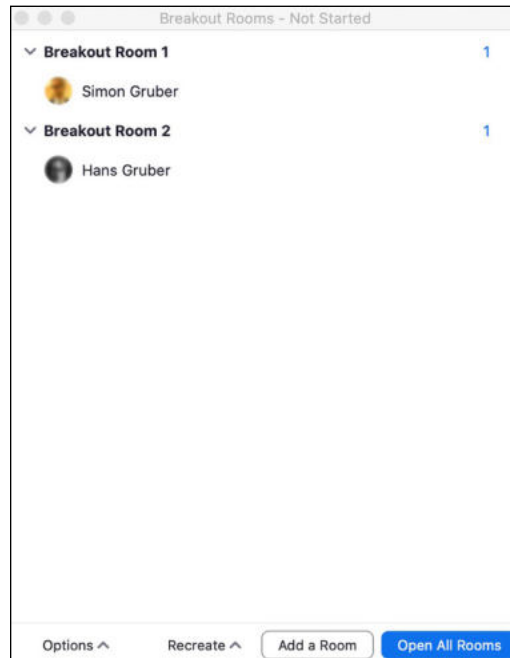 Breakout Rooms - Not Started
Breakout Room 1 1
Simon Gruber
Breakout Room 2 1
Hans Gruber
Options Recreate Add a Room Open All Rooms